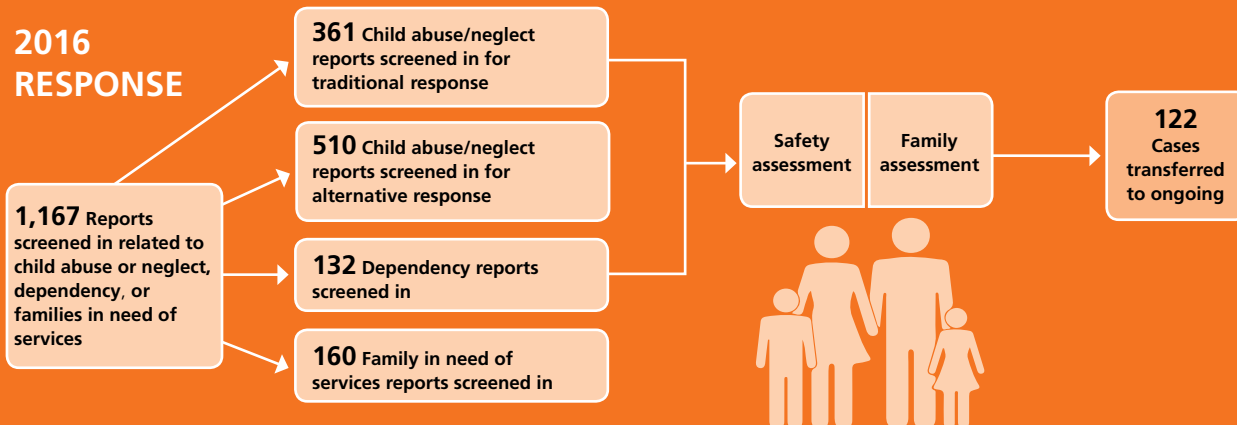 2016
RESPONSE
1,167 Reports
screened in related to
child abuse or neglect,
dependency, or
families in need of
services
361 Child abuse/neglect
reports screened in for
traditional response
510 Child abuse/neglect
reports screened in for
alternative response
132 Dependency reports
screened in
160 Family in need of
services reports screened in
Safety
assessment
Family
assessment
122
Cases
transferred
to ongoing